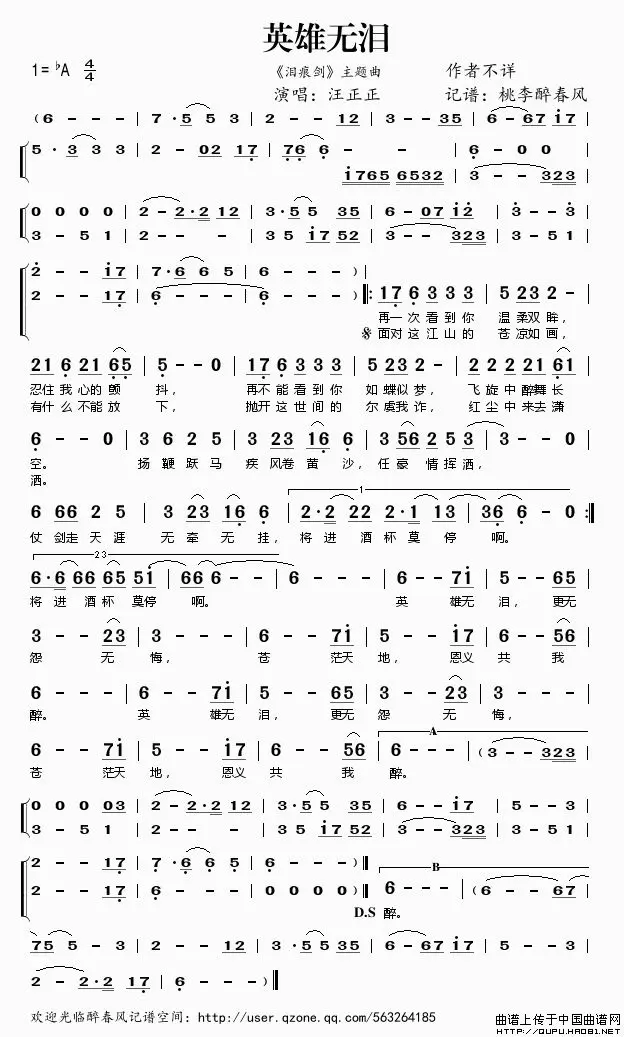 英雄无泪
1=♭A 4/4
《泪痕剑》主题曲 作者不详
演唱：汪正正 记谱：桃李醉春风
(6 - - - | 7·5 5 3 | 2 - - 12 | 3 - - 35 | 6 - 67 i7 |
5·3 3 3 | 2 - 02 17 | 76 6 - - | 6 - 0 0 |
i765 6532 | 3 - - 323 |
0 0 0 0 | 2 - 2·2 12 | 3·5 5 35 | 6 - 07 i2 | 3 - - 3 |
3 - 5 1 | 2 - - - | 3 5 i7 52 | 3 - - 323 | 3 - 5 1 |
2 - - i7 | 7·6 6 5 | 6 - - - ) |
2 - - 17 | 6 - - - | 6 - - - ) |: 17 6 3 3 3 | 5 23 2 - |
再一次看到你 温柔双眸，
面对这江山的 苍凉如画，
21 6 21 65 | 5 - - 0 | 17 6 3 3 3 | 5 23 2 - | 2 2 2 21 61 |
忍住我心的颤 抖， 再不能看到你 如蝶似梦， 飞旋中醉舞长
有什么不能放 下， 抛开这世间的 尔虞我诈， 红尘中来去潇
6 - - 0 | 3 6 2 5 | 3 23 16 6 | 3 56 2 53 | 3 - - 0 |
空。 扬鞭跃马 疾风卷黄沙，任豪情挥洒，
洒。
6 66 2 5 | 3 23 16 6 | 2·2 22 2·1 13 | 36 6 - 0 :|
仗剑走天涯 无牵无挂， 将进酒杯莫停 啊。
23
6·6 66 65 51 | 66 6 - - | 6 - - - | 6 - - 7i | 5 - - 65 |
将进酒杯莫停 啊。 英 雄无 泪， 更无
3 - - 23 | 3 - - - | 6 - - 7i | 5 - - i7 | 6 - - 56 |
怨 无 悔， 苍 茫天 地， 恩义 共 我
6 - - - | 6 - - 7i | 5 - - 65 | 3 - - 23 | 3 - - - |
醉。 英 雄无 泪， 更无 怨 无 悔，
A
6 - - 7i | 5 - - i7 | 6 - - 56 | 6 - - - | (3 - - 323 |
苍 茫天 地， 恩义 共 我 醉。
0 0 0 03 | 2 - 2·2 12 | 3·5 5 35 | 6 - - i7 | 5 - - 3 |
3 - 5 1 | 2 - - - | 3 5 i7 52 | 3 - - 323 | 3 - 5 1 |
2 - - 17 | 7·6 6 5 | 6 - - - ) |
B
2 - - 17 | 6 - - - | 0 0 0 0 | 6 - - - | (6 - - 67 |
D.S 醉。
75 5 - 3 | 2 - - 12 | 3·5 5 35 | 6 - 67 i7 | 5 - - 3 |
2 - 2·2 17 | 6 - - - ) |
欢迎光临醉春风记谱空间：http://user.qzone.qq.com/563264185
曲谱上传于中国曲谱网
http://QUPU.HAO81.NET